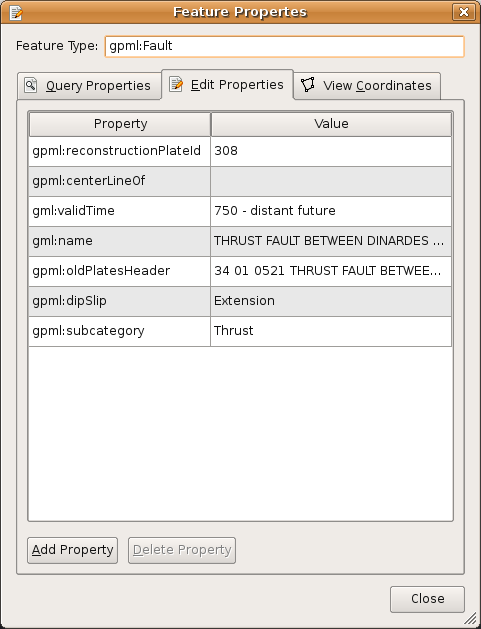 Feature Propertes
Feature Type: gpml:Fault
Query Properties Edit Properties View Coordinates
Property Value
gpml:reconstructionPlateId 308
gpml:centerLineOf
gml:validTime 750 - distant future
gml:name THRUST FAULT BETWEEN DINARDES ...
gpml:oldPlatesHeader 34 01 0521 THRUST FAULT BETWEE...
gpml:dipSlip Extension
gpml:subcategory Thrust
Add Property Delete Property
Close